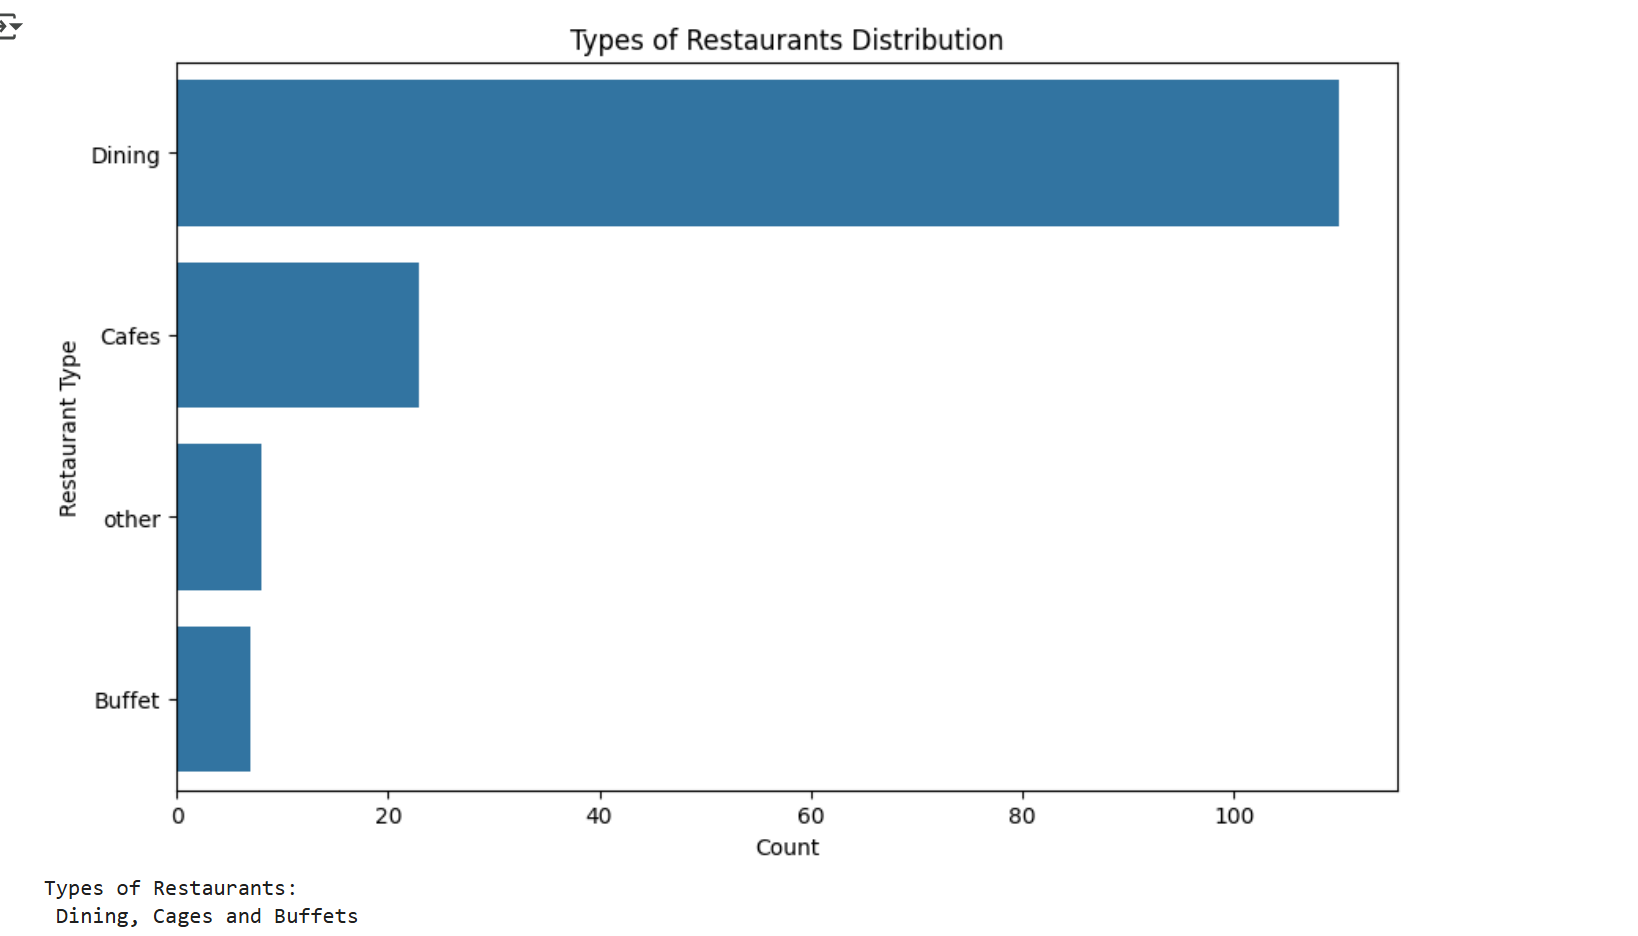 Types of Restaurants Distribution
Dining
Cafes
other
Buffet
Restaurant Type
0 20 40 60 80 100
Count
Types of Restaurants:
Dining, Cages and Buffets